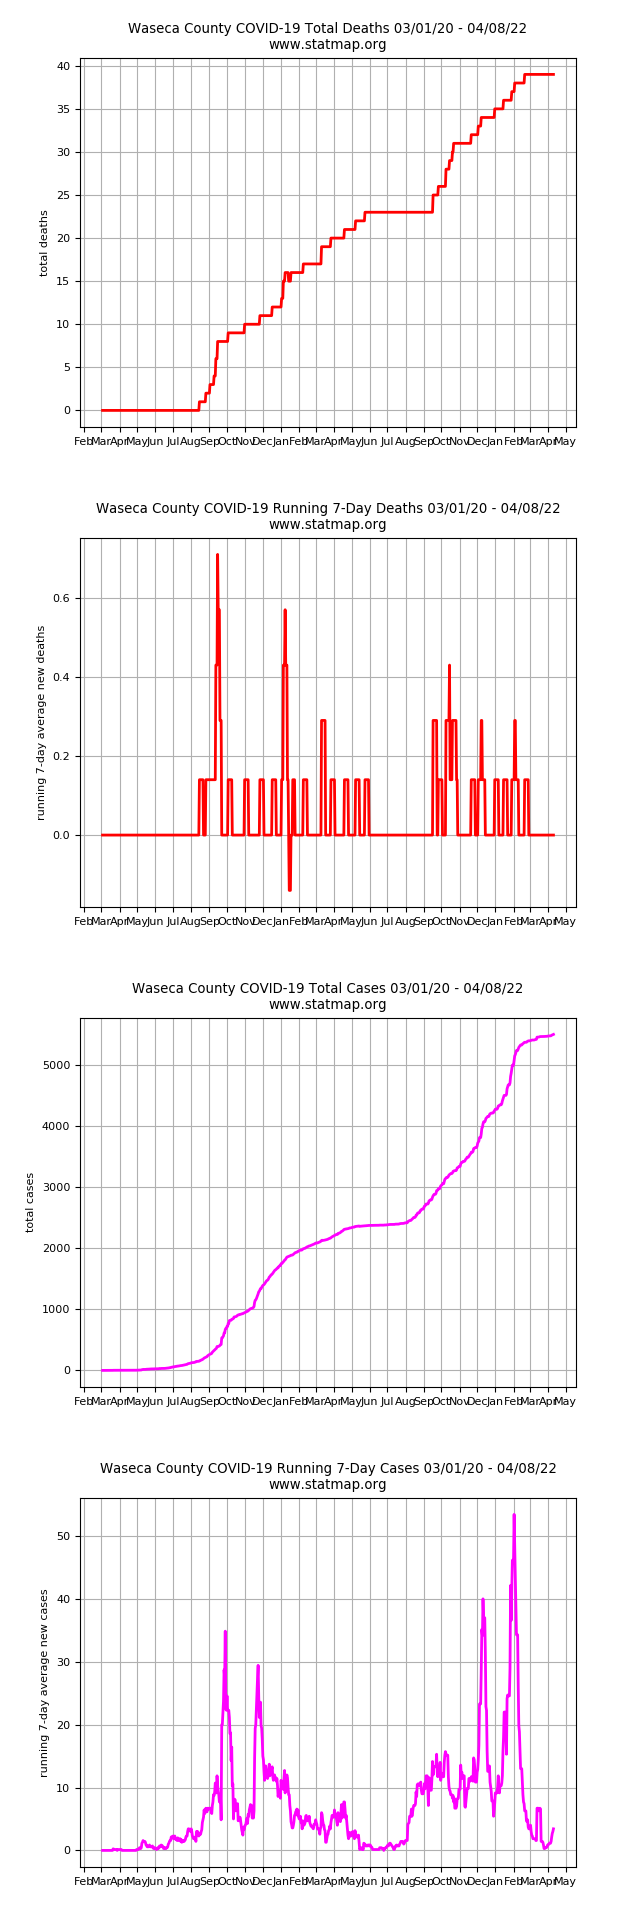 Waseca County COVID-19 Total Deaths 03/01/20 - 04/08/22
www.statmap.org
40
35
30
25
20
15
10
5
0
total deaths
Feb Mar Apr May Jun Jul Aug Sep Oct Nov Dec Jan Feb Mar Apr May Jun Jul Aug Sep Oct Nov Dec Jan Feb Mar Apr May
Waseca County COVID-19 Running 7-Day Deaths 03/01/20 - 04/08/22
www.statmap.org
0.6
0.4
0.2
0.0
running 7-day average new deaths
Feb Mar Apr May Jun Jul Aug Sep Oct Nov Dec Jan Feb Mar Apr May Jun Jul Aug Sep Oct Nov Dec Jan Feb Mar Apr May
Waseca County COVID-19 Total Cases 03/01/20 - 04/08/22
www.statmap.org
5000
4000
3000
2000
1000
0
total cases
Feb Mar Apr May Jun Jul Aug Sep Oct Nov Dec Jan Feb Mar Apr May Jun Jul Aug Sep Oct Nov Dec Jan Feb Mar Apr May
Waseca County COVID-19 Running 7-Day Cases 03/01/20 - 04/08/22
www.statmap.org
50
40
30
20
10
0
running 7-day average new cases
Feb Mar Apr May Jun Jul Aug Sep Oct Nov Dec Jan Feb Mar Apr May Jun Jul Aug Sep Oct Nov Dec Jan Feb Mar Apr May